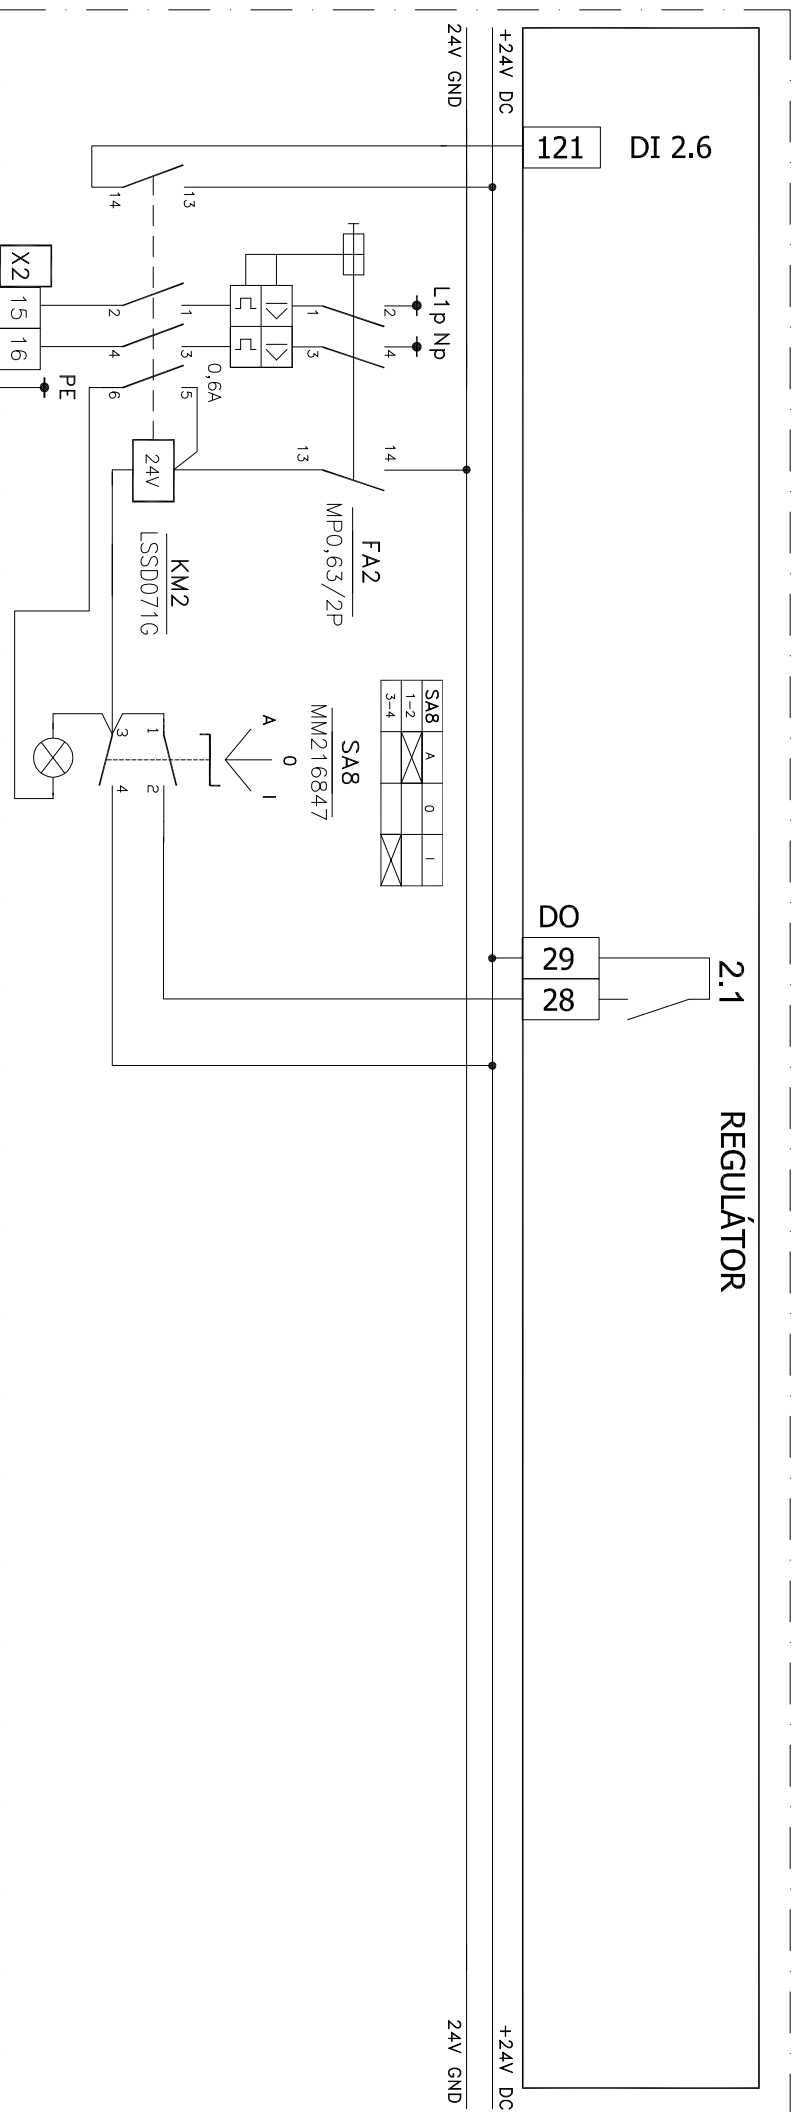 REGULÁTOR
2.1
DI 2.6
DO
121
29
28
+24V DC
+24V DC
24V GND
24V GND
L1p Np
2
4
14
1
3
13
FA2
MP0,63/2P
SA8
A
0
I
1-2
3-4
SA8
MM216847
A
0
I
0,6A
13
1
3
5
14
2
4
6
24V
KM2
LSSD071G
1
2
3
4
PE
X2
15
16